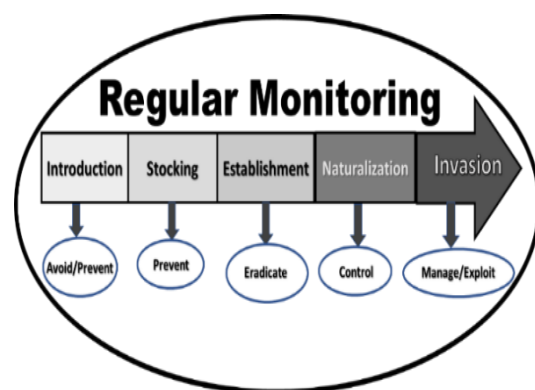 Regular Monitoring
Introduction Stocking Establishment Naturalization Invasion
Avoid/Prevent Prevent Eradicate Control Manage/Exploit